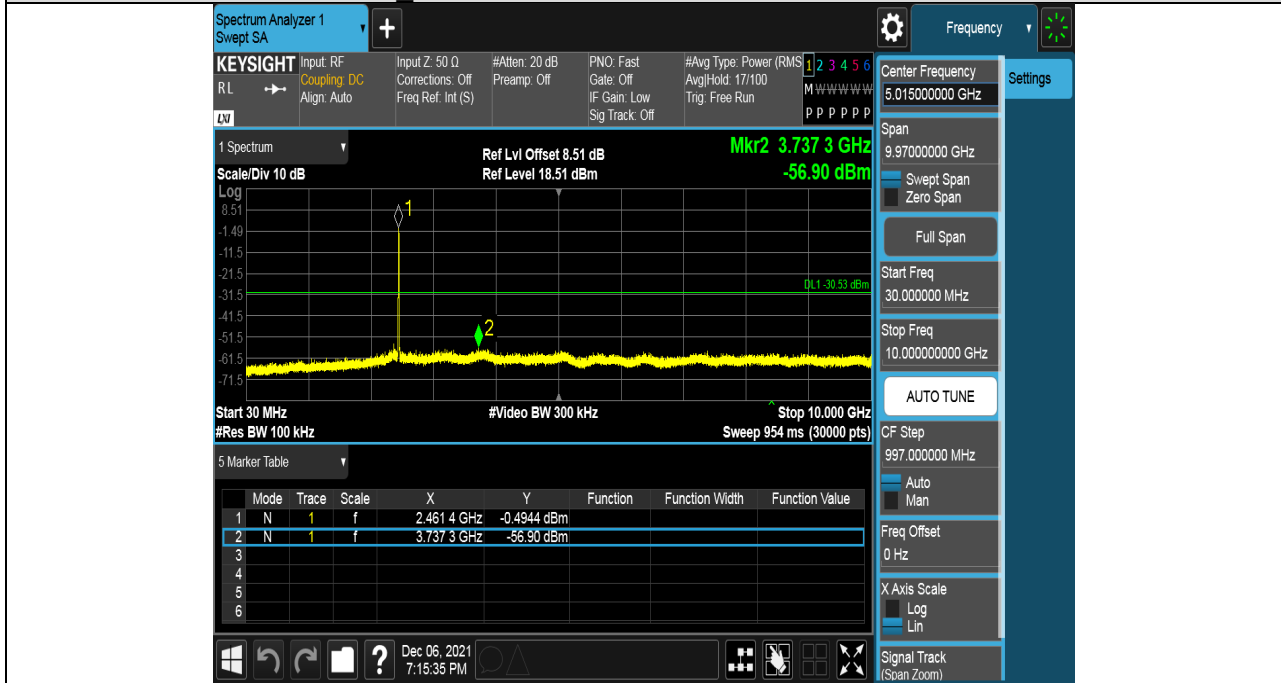 Spectrum Analyzer 1
Swept SA
+
Frequency
KEYSIGHT
RL
LXI
Input: RF
Coupling: DC
Align: Auto
Input Z: 50 Ω
Corrections: Off
Freq Ref: Int (S)
#Atten: 20 dB
Preamp: Off
PNO: Fast
Gate: Off
IF Gain: Low
Sig Track: Off
#Avg Type: Power (RMS
Avg|Hold: 17/100
Trig: Free Run
1 2 3 4 5 6
M W W W W W
P P P P P P
1 Spectrum
Scale/Div 10 dB
Ref Lvl Offset 8.51 dB
Ref Level 18.51 dBm
Mkr2 3.737 3 GHz
-56.90 dBm
Log
8.51
-1.49
-11.5
-21.5
-31.5
-41.5
-51.5
-61.5
-71.5
1
2
DL1 -30.53 dBm
Start 30 MHz
#Video BW 300 kHz
Stop 10.000 GHz
#Res BW 100 kHz
Sweep 954 ms (30000 pts)
5 Marker Table
Mode Trace Scale X Y Function Function Width Function Value
1 N 1 f 2.461 4 GHz -0.4944 dBm
2 N 1 f 3.737 3 GHz -56.90 dBm
3
4
5
6
?
Dec 06, 2021
7:15:35 PM
Center Frequency
5.015000000 GHz
Settings
Span
9.97000000 GHz
Swept Span
Zero Span
Full Span
Start Freq
30.000000 MHz
Stop Freq
10.000000000 GHz
AUTO TUNE
CF Step
997.000000 MHz
Auto
Man
Freq Offset
0 Hz
X Axis Scale
Log
Lin
Signal Track
(Span Zoom)